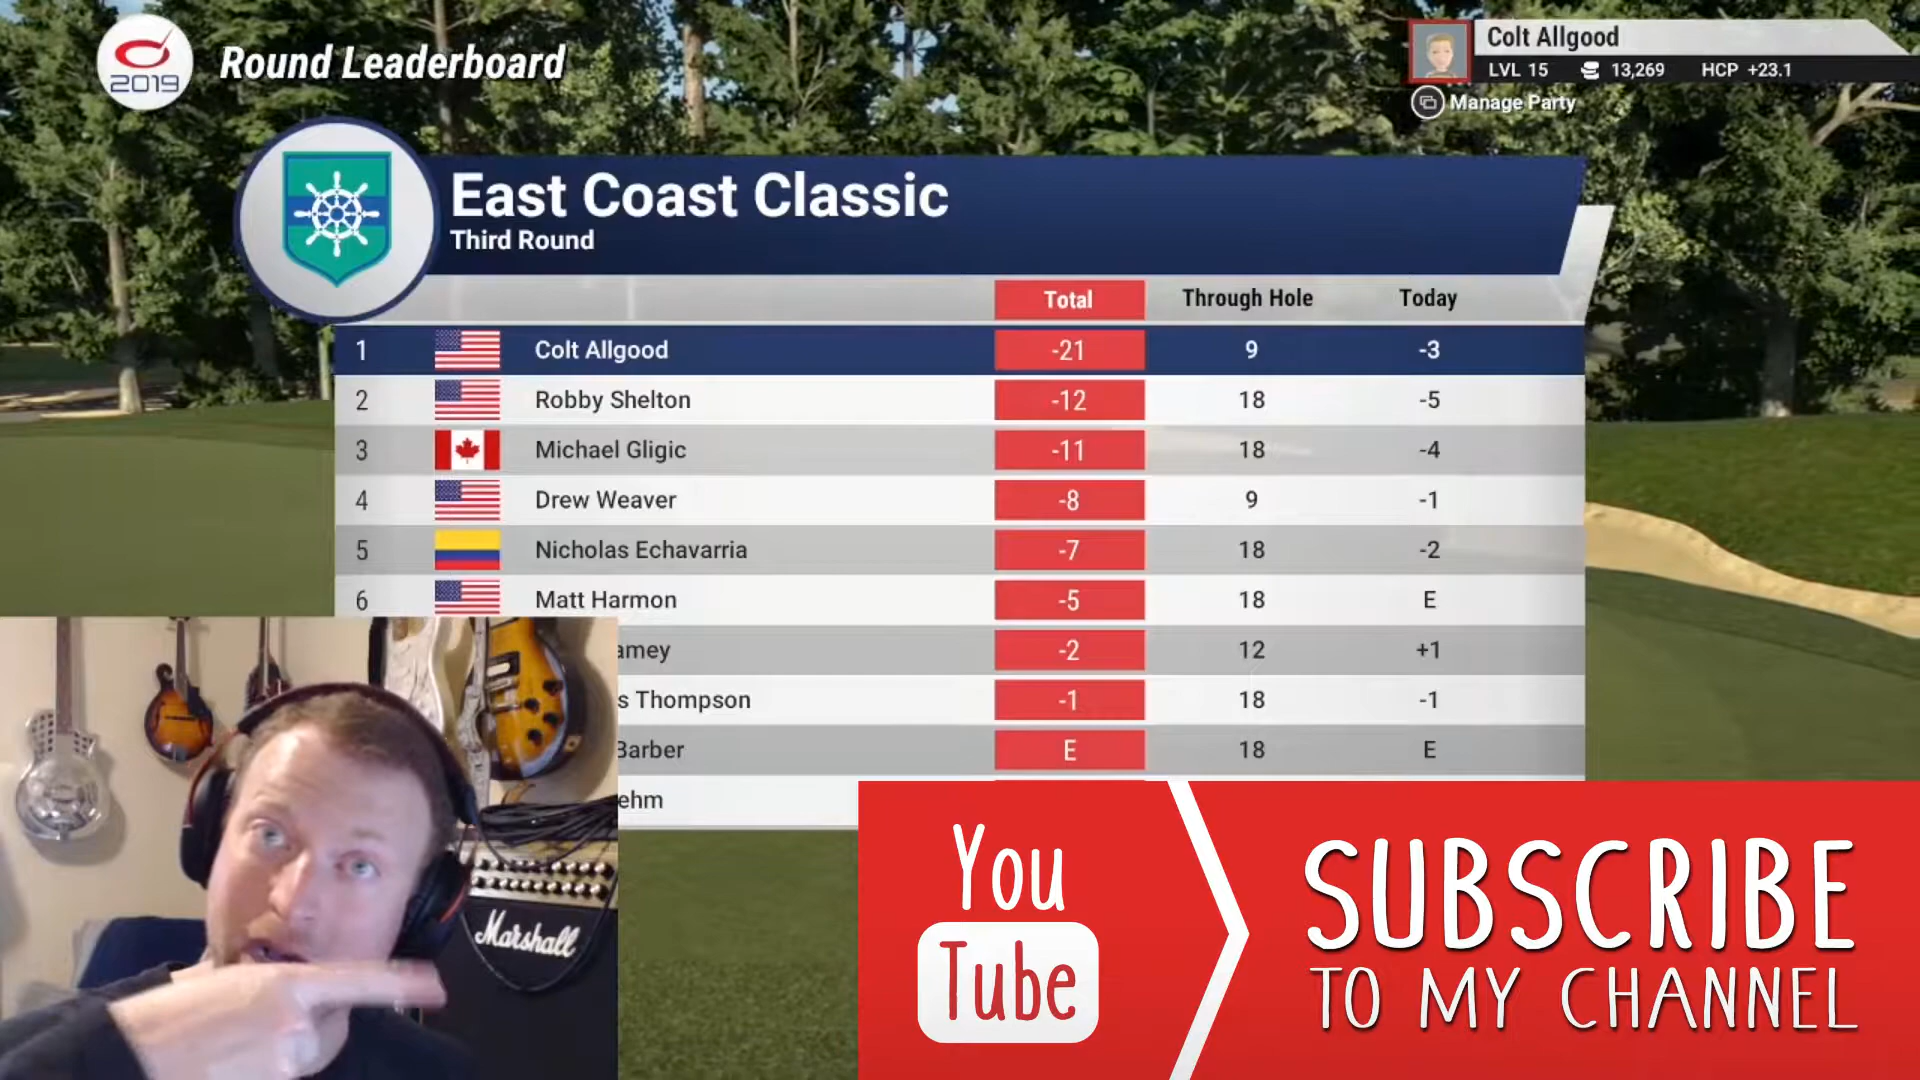 2019
Round Leaderboard
Colt Allgood
LVL 15 13,269 HCP +23.1
Manage Party
East Coast Classic
Third Round
Total Through Hole Today
1 Colt Allgood -21 9 -3
2 Robby Shelton -12 18 -5
3 Michael Gligic -11 18 -4
4 Drew Weaver -8 9 -1
5 Nicholas Echavarria -7 18 -2
6 Matt Harmon -5 18 E
amey -2 12 +1
s Thompson -1 18 -1
Barber E 18 E
ehm
Marshall
You
Tube
SUBSCRIBE
TO MY CHANNEL